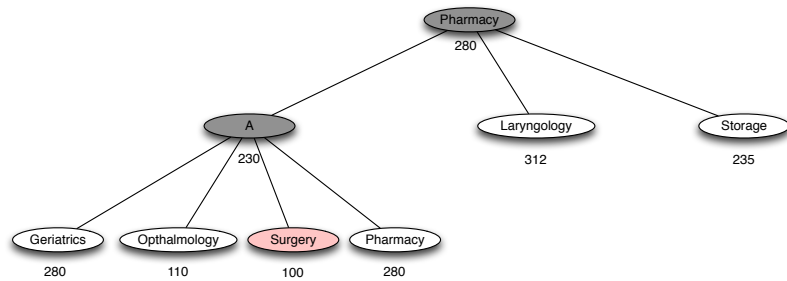 Pharmacy
280
A
Laryngology
Storage
230
312
235
Geriatrics
Opthalmology
Surgery
Pharmacy
280
110
100
280